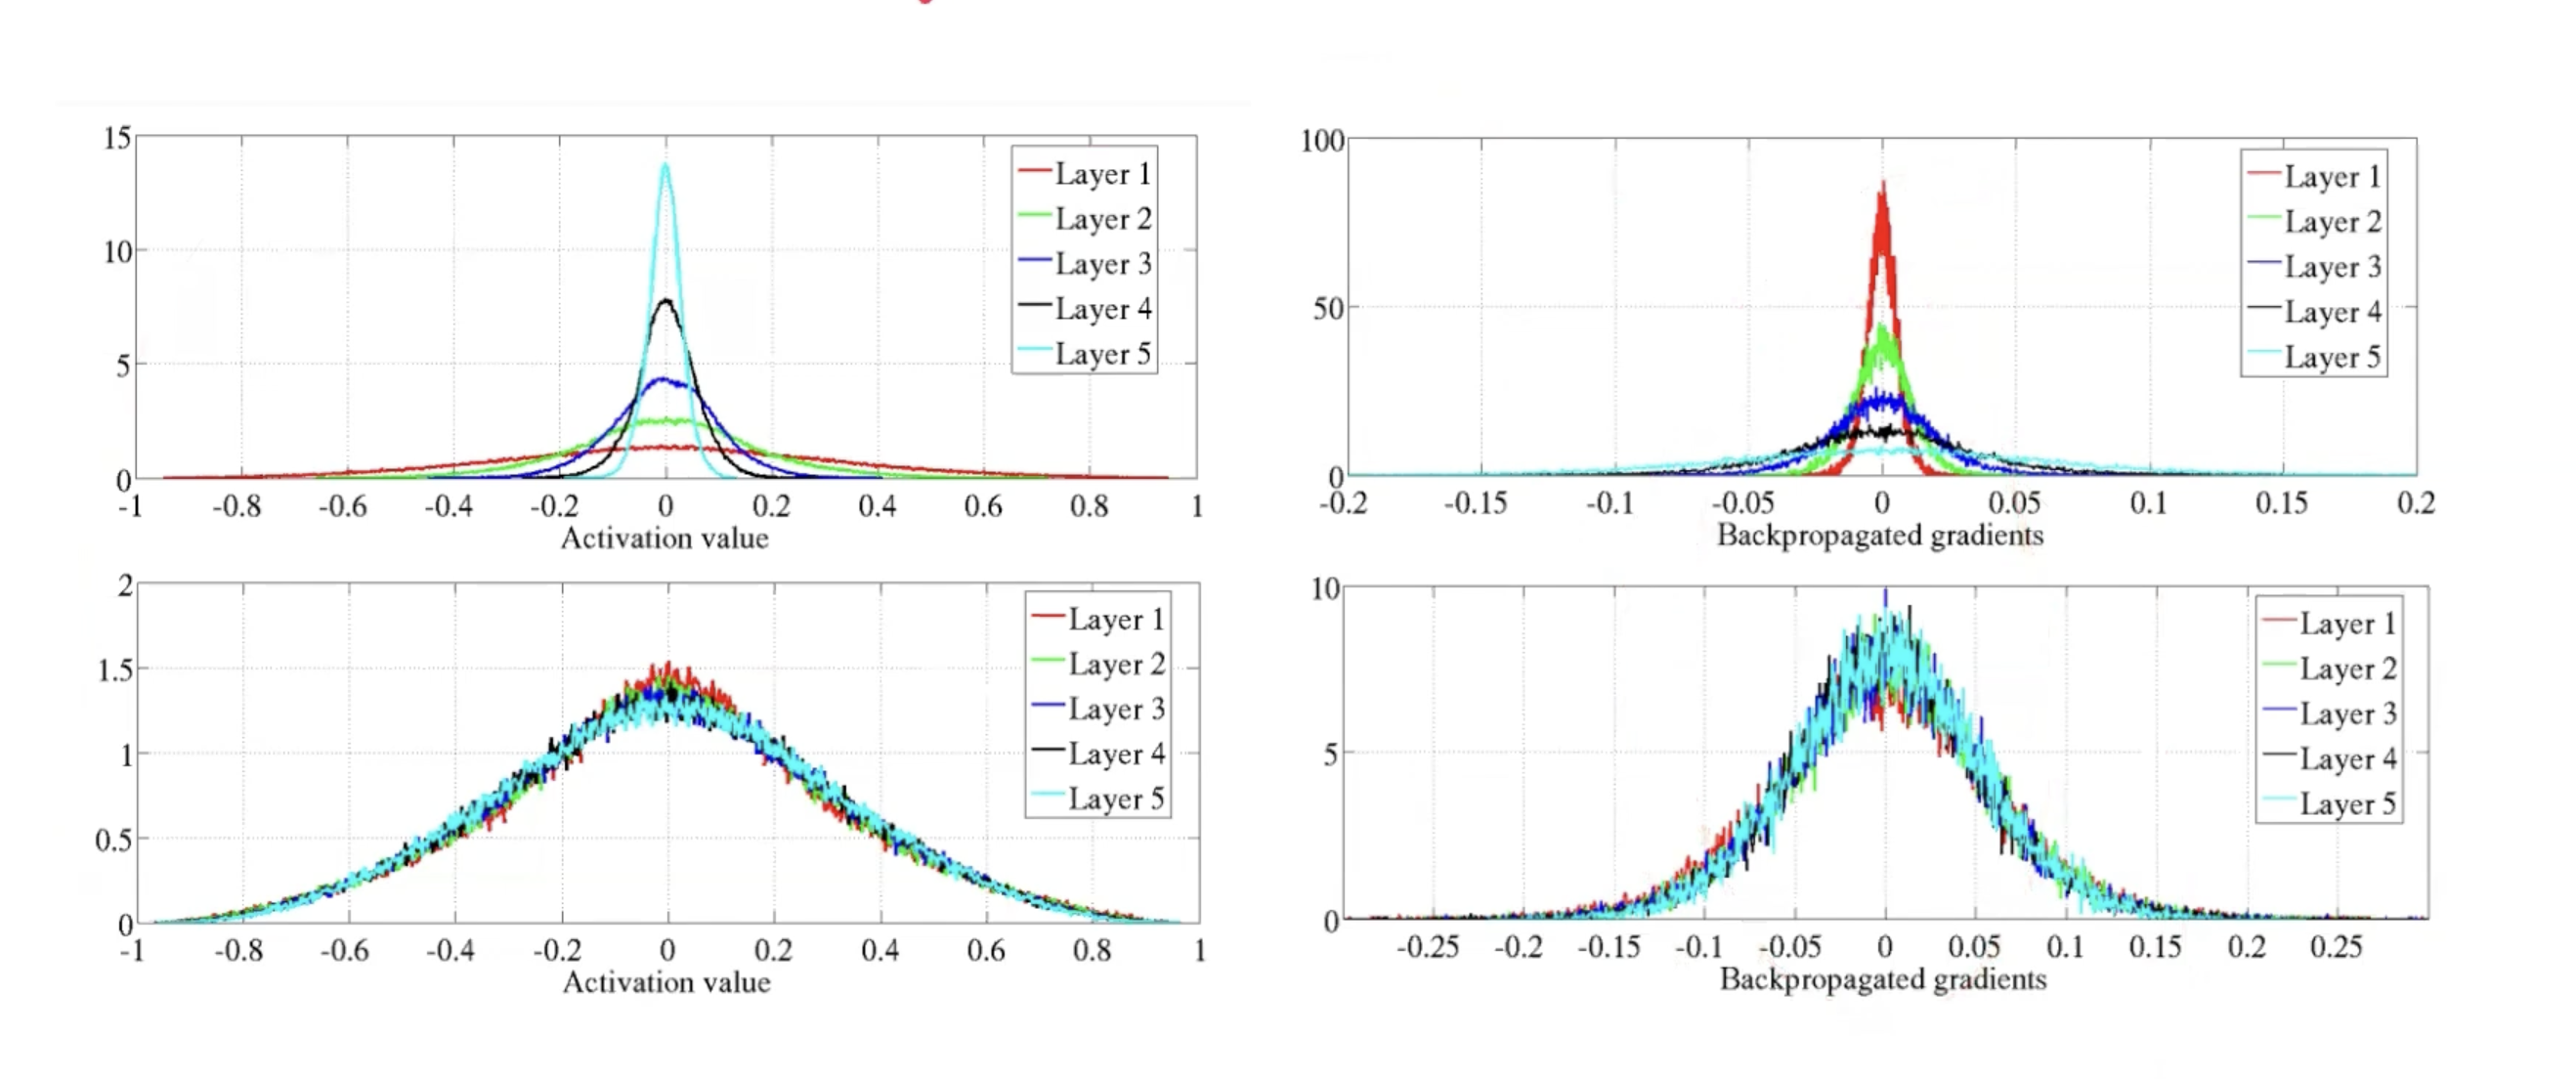 15
10
5
0
-1 -0.8 -0.6 -0.4 -0.2 0 0.2 0.4 0.6 0.8 1
Activation value
Layer 1
Layer 2
Layer 3
Layer 4
Layer 5
100
50
0
-0.2 -0.15 -0.1 -0.05 0 0.05 0.1 0.15 0.2
Backpropagated gradients
Layer 1
Layer 2
Layer 3
Layer 4
Layer 5
2
1.5
1
0.5
0
-1 -0.8 -0.6 -0.4 -0.2 0 0.2 0.4 0.6 0.8 1
Activation value
Layer 1
Layer 2
Layer 3
Layer 4
Layer 5
10
5
0
-0.25 -0.2 -0.15 -0.1 -0.05 0 0.05 0.1 0.15 0.2 0.25
Backpropagated gradients
Layer 1
Layer 2
Layer 3
Layer 4
Layer 5